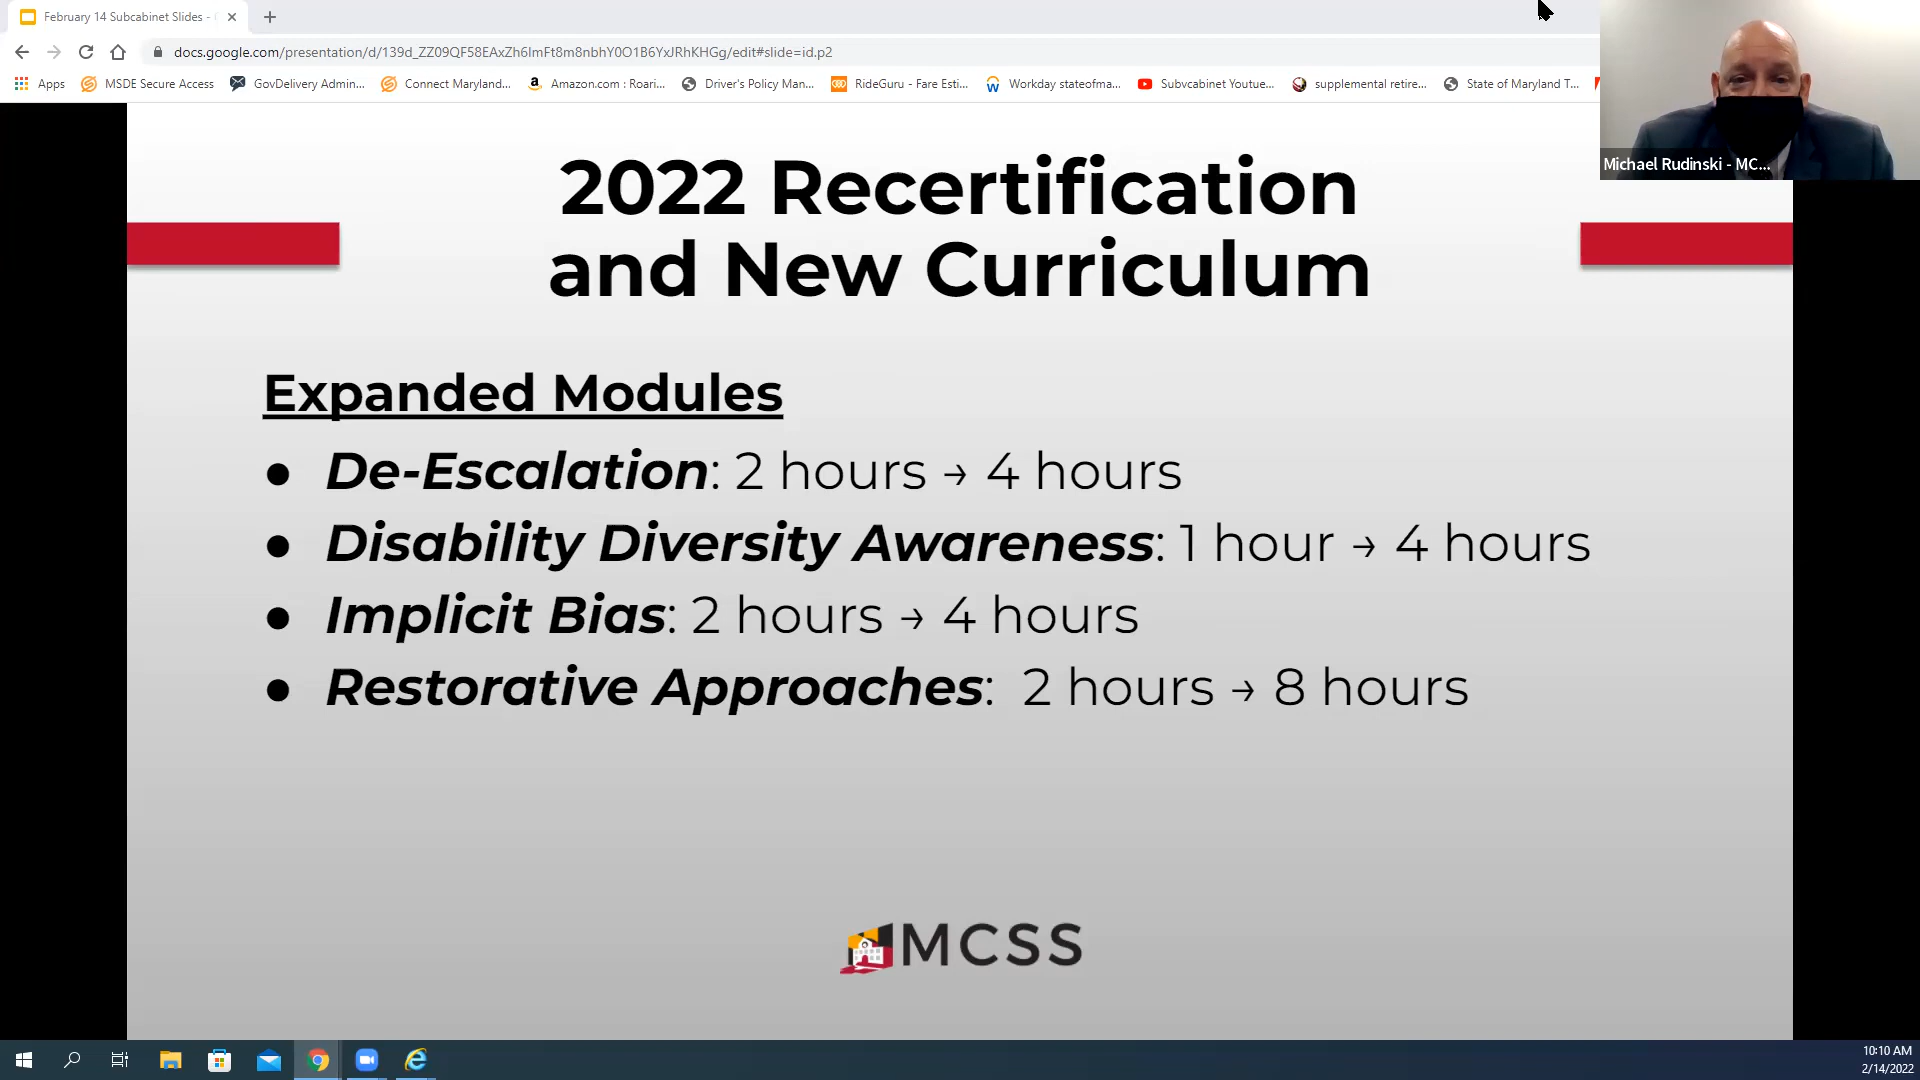 February 14 Subcabinet Slides -
docs.google.com/presentation/d/139d_ZZ09QF58EAxZh6lmFt8m8nbhY0O1B6YxJRhKHGg/edit#slide=id.p2
Apps MSDE Secure Access GovDelivery Admin... Connect Maryland... Amazon.com : Roari... Driver's Policy Man... RideGuru - Fare Esti... Workday stateofma... Subvcabinet Youtue... supplemental retire... State of Maryland T...
Michael Rudinski - MC...
2022 Recertification
and New Curriculum
Expanded Modules
● De-Escalation: 2 hours → 4 hours
● Disability Diversity Awareness: 1 hour → 4 hours
● Implicit Bias: 2 hours → 4 hours
● Restorative Approaches: 2 hours → 8 hours
MCSS
10:10 AM
2/14/2022